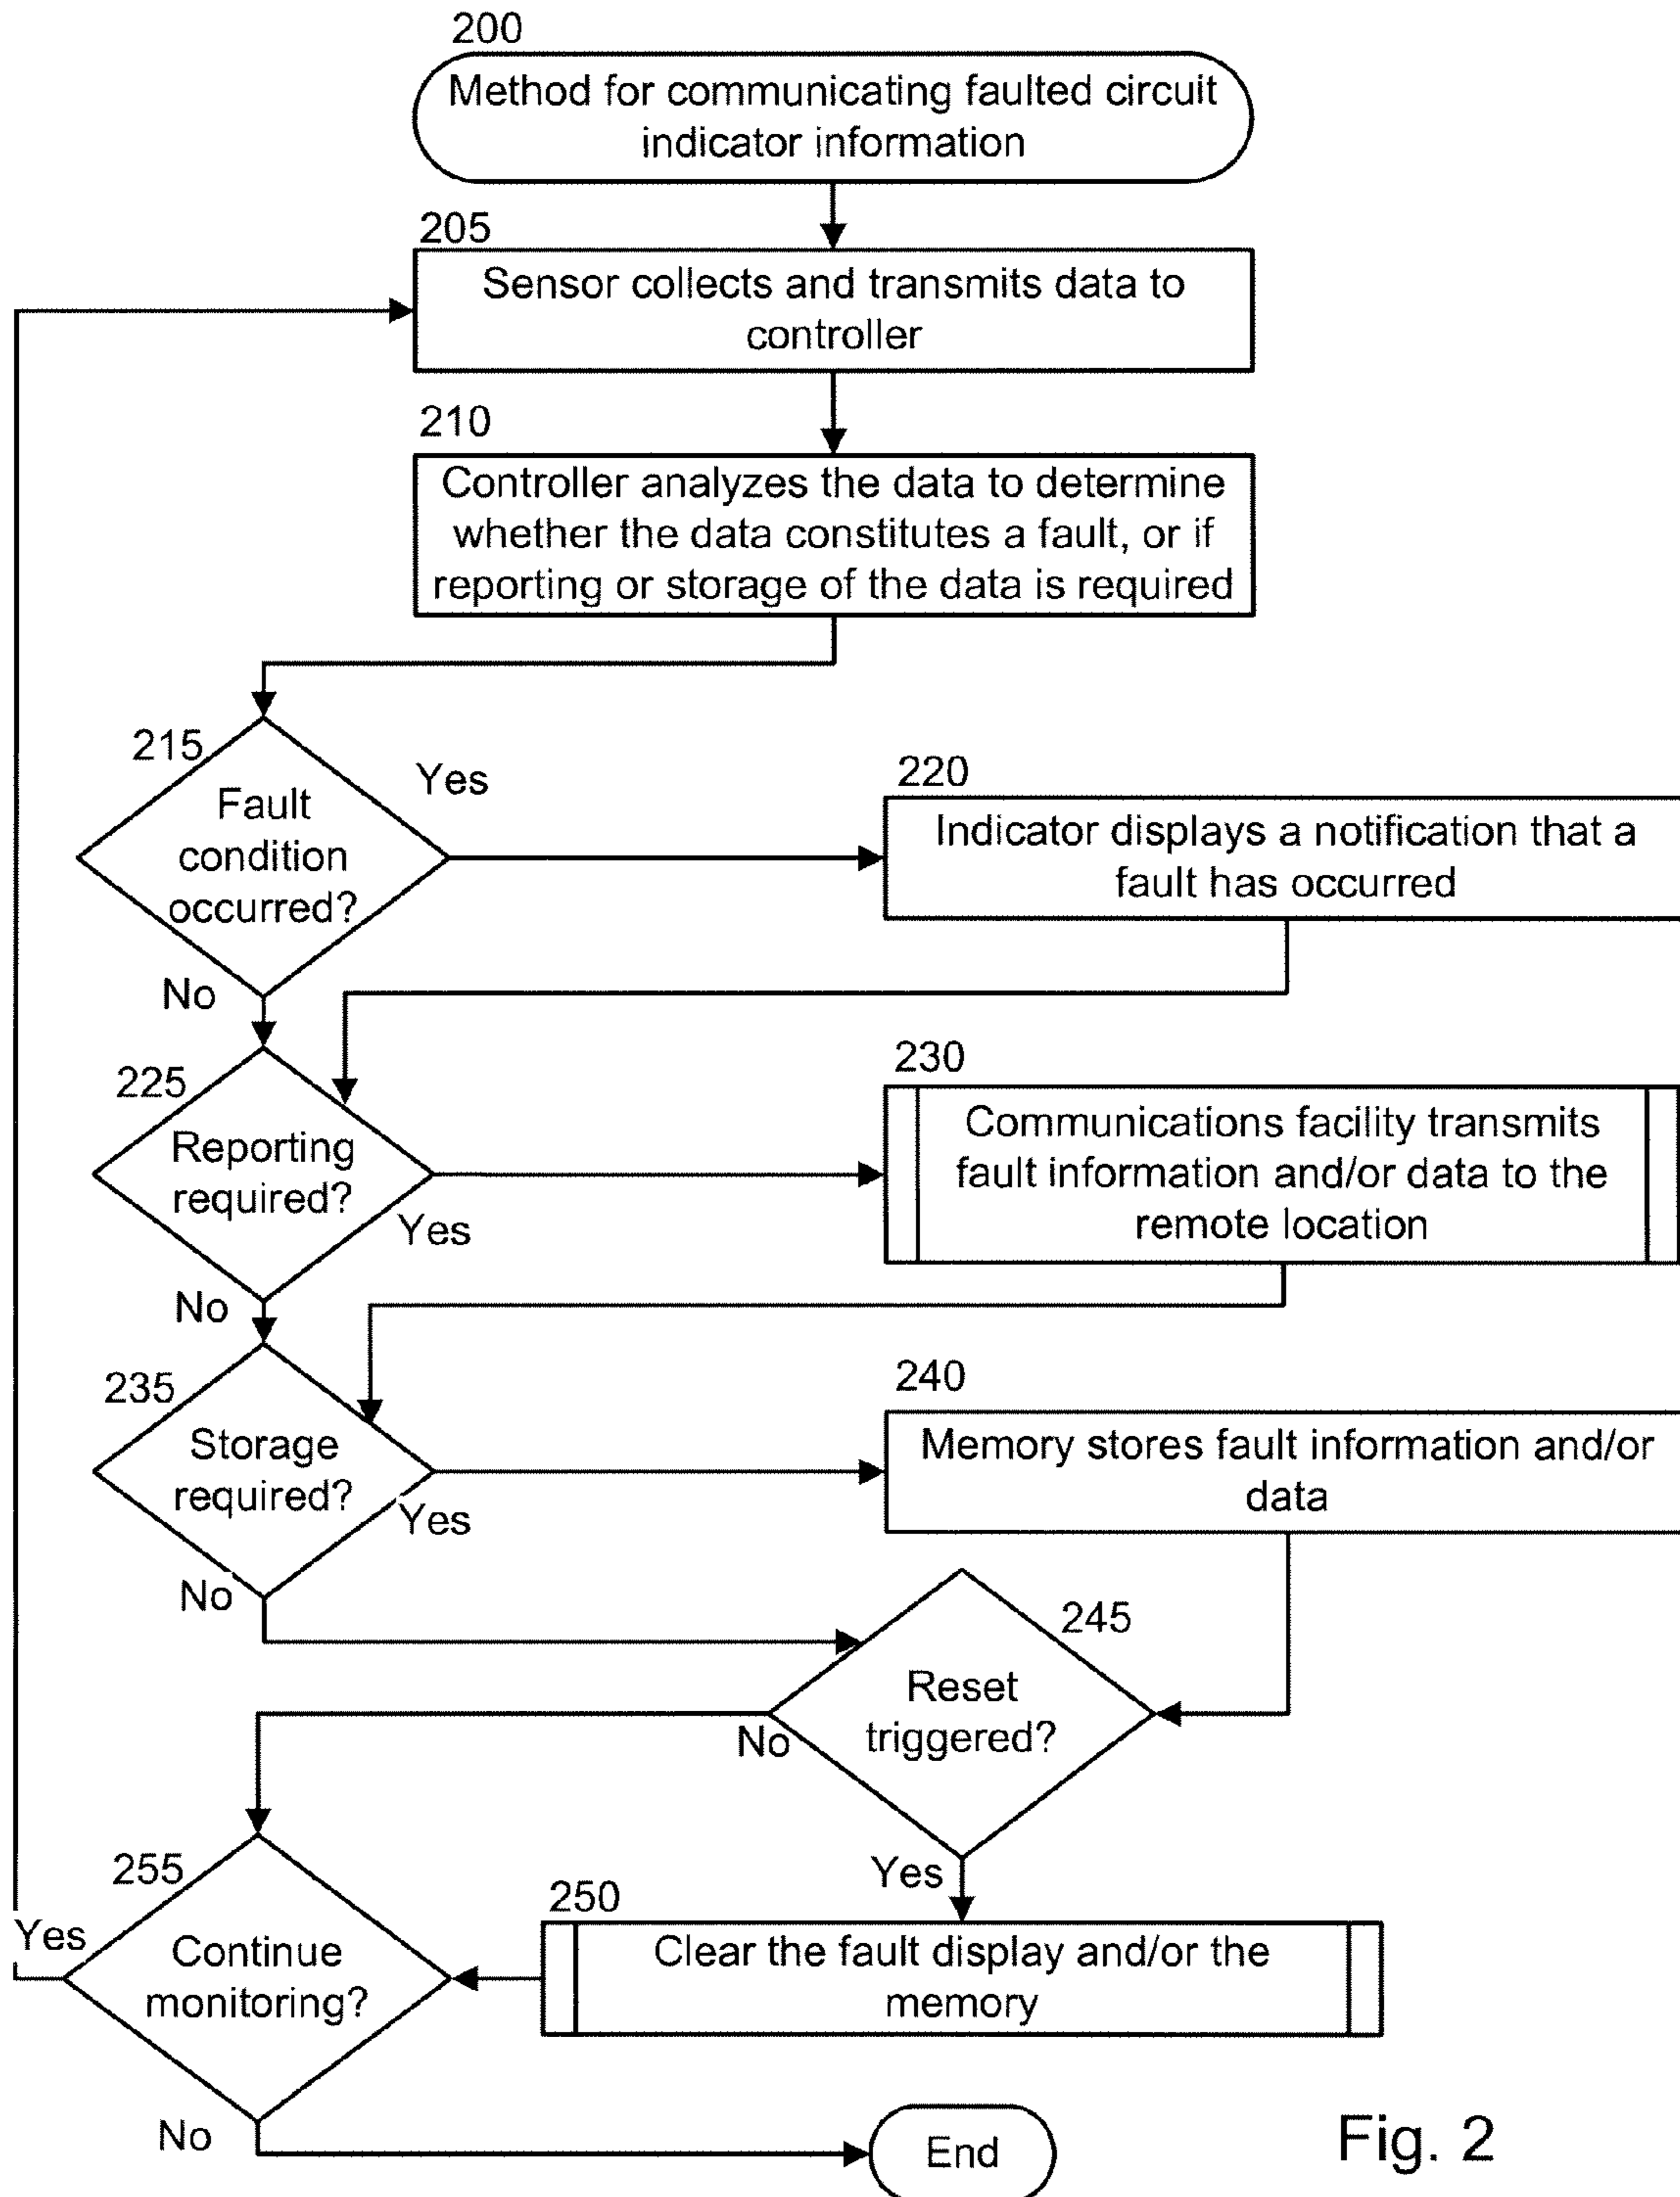 200
Method for communicating faulted circuit
indicator information
205
Sensor collects and transmits data to
controller
210
Controller analyzes the data to determine
whether the data constitutes a fault, or if
reporting or storage of the data is required
215
Fault
condition
occurred?
Yes
No
220
Indicator displays a notification that a
fault has occurred
225
Reporting
required?
Yes
No
230
Communications facility transmits
fault information and/or data to the
remote location
235
Storage
required?
Yes
No
240
Memory stores fault information and/or
data
245
Reset
triggered?
No
Yes
250
Clear the fault display and/or the
memory
255
Continue
monitoring?
Yes
No
End
Fig. 2